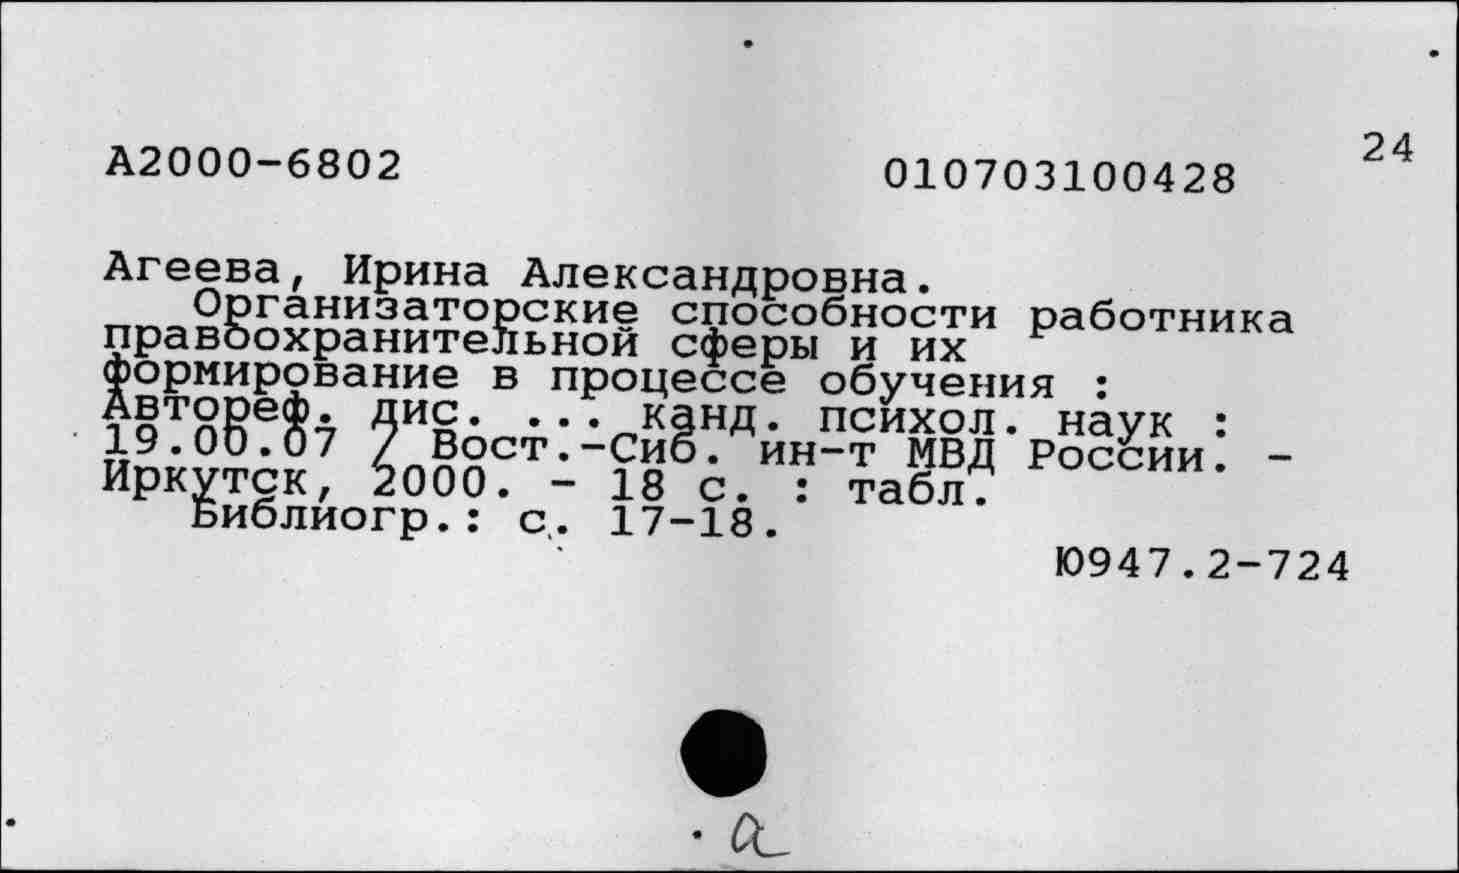 24
А2000-6802 010703100428
Агеева, Ирина Александровна.
Организаторские способности работника
правоохранительной сферы и их
формирование в процессе обучения :
Автореф. дис. ... канд. психол. наук :
19.00.07 / Вост.-Сиб. ин-т МВД России. -
Иркутск, 2000. - 18 с. : табл.
Библиогр.: с. 17-18.
Ю947.2-724
а